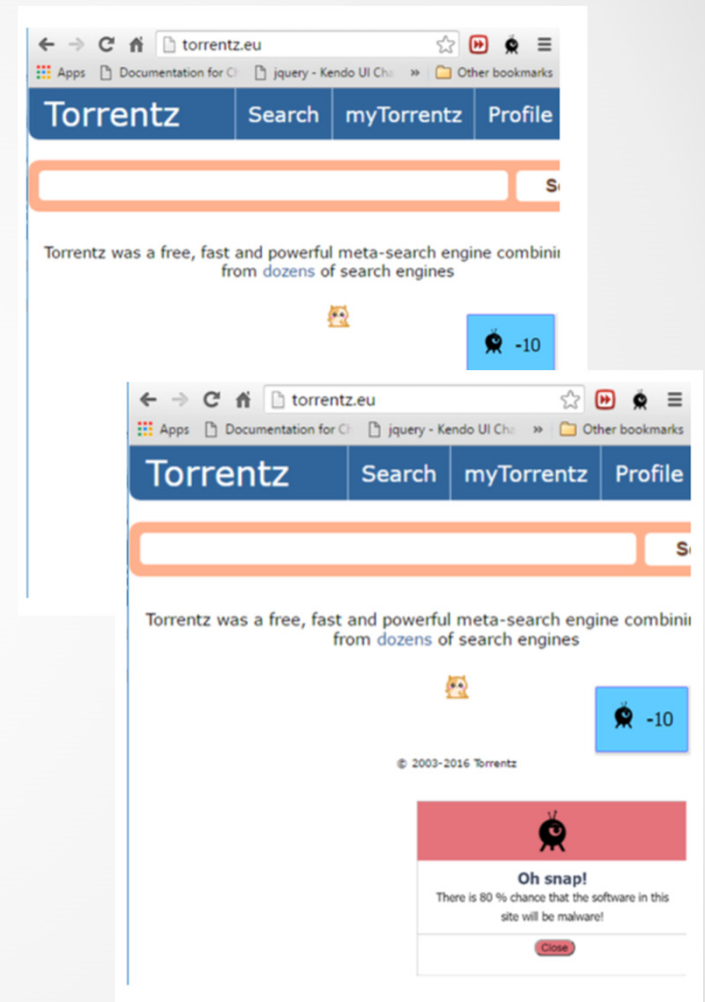 torrentz.eu
Apps Documentation for Ch jquery - Kendo UI Cha » Other bookmarks
Torrentz Search myTorrentz Profile
Torrentz was a free, fast and powerful meta-search engine combinin
from dozens of search engines
-10
torrentz.eu
Apps Documentation for Ch jquery - Kendo UI Cha » Other bookmarks
Torrentz Search myTorrentz Profile
Torrentz was a free, fast and powerful meta-search engine combinin
from dozens of search engines
-10
© 2003-2016 Torrentz
Oh snap!
There is 80 % chance that the software in this
site will be malware!
Close